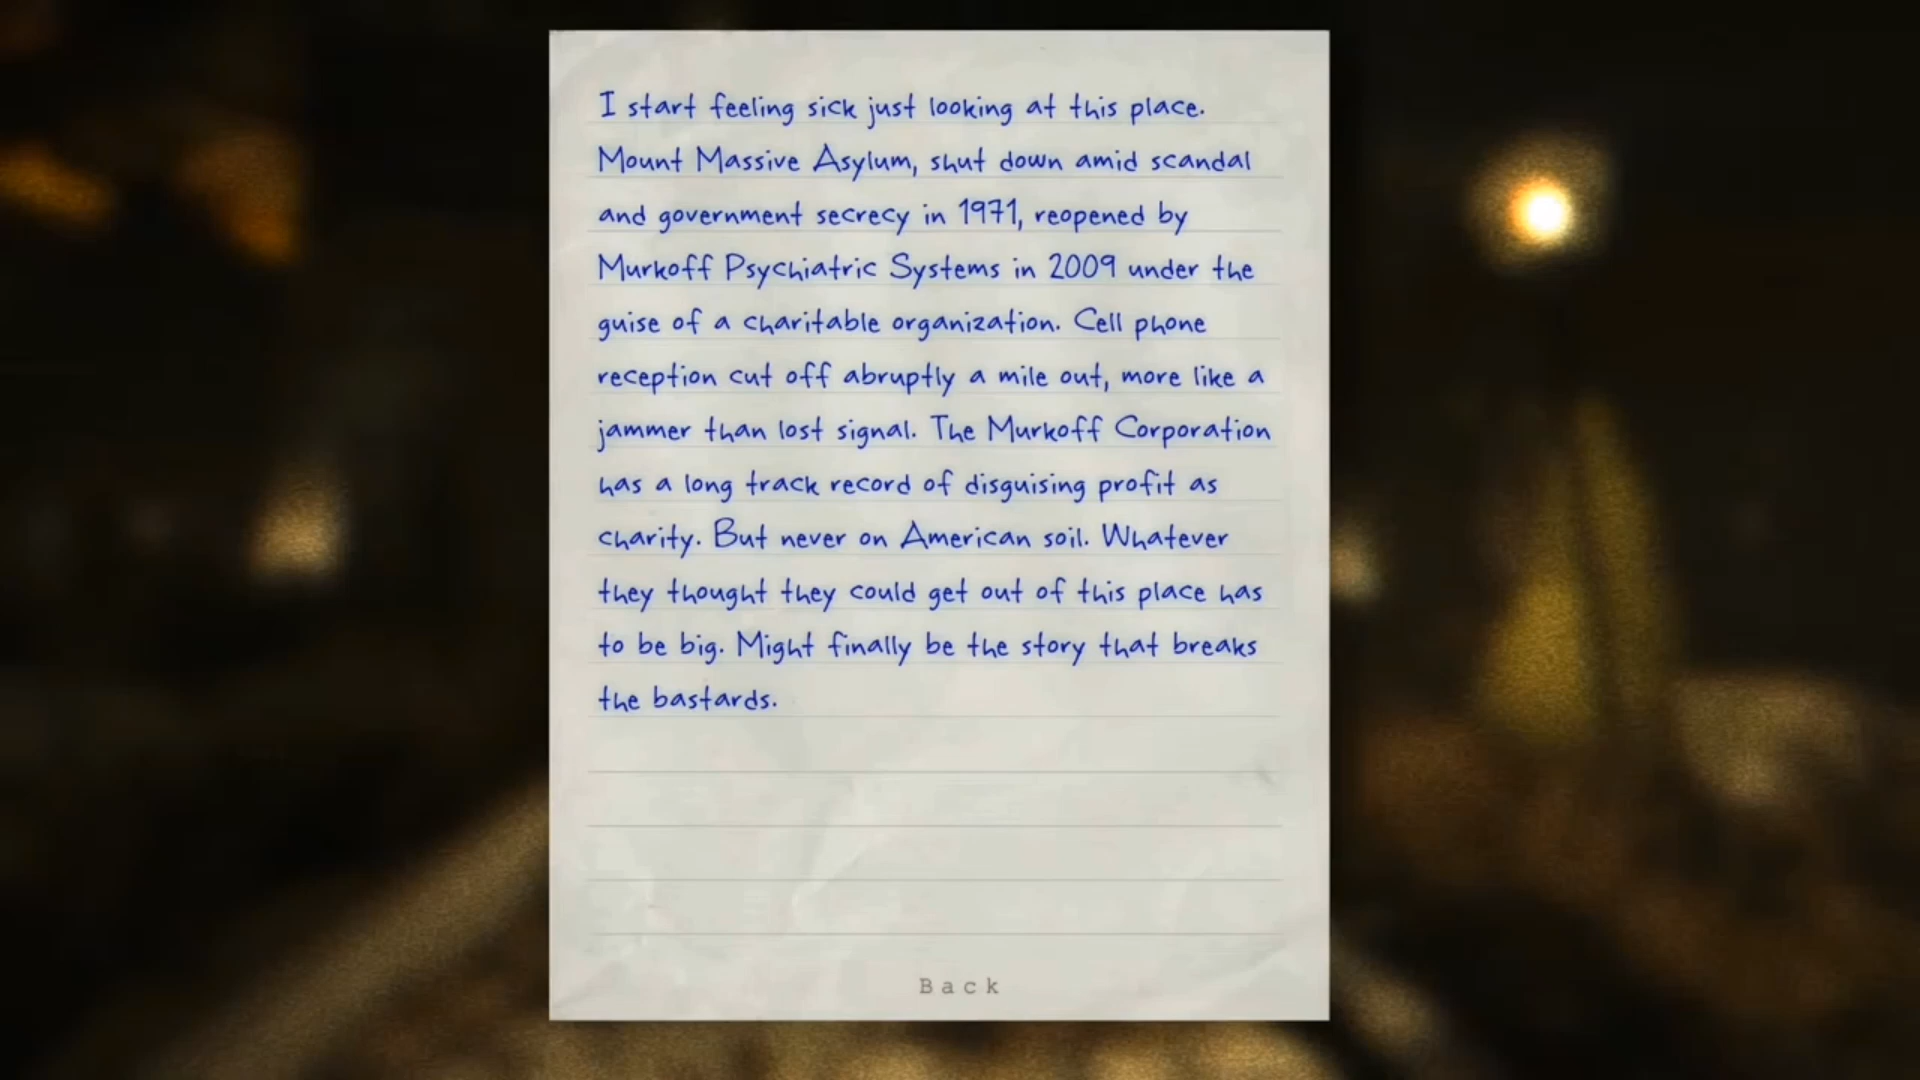 I start feeling sick just looking at this place.
Mount Massive Asylum, shut down amid scandal
and government secrecy in 1971, reopened by
Murkoff Psychiatric Systems in 2009 under the
guise of a charitable organization. Cell phone
reception cut off abruptly a mile out, more like a
jammer than lost signal. The Murkoff Corporation
has a long track record of disguising profit as
charity. But never on American soil. Whatever
they thought they could get out of this place has
to be big. Might finally be the story that breaks
the bastards.
Back